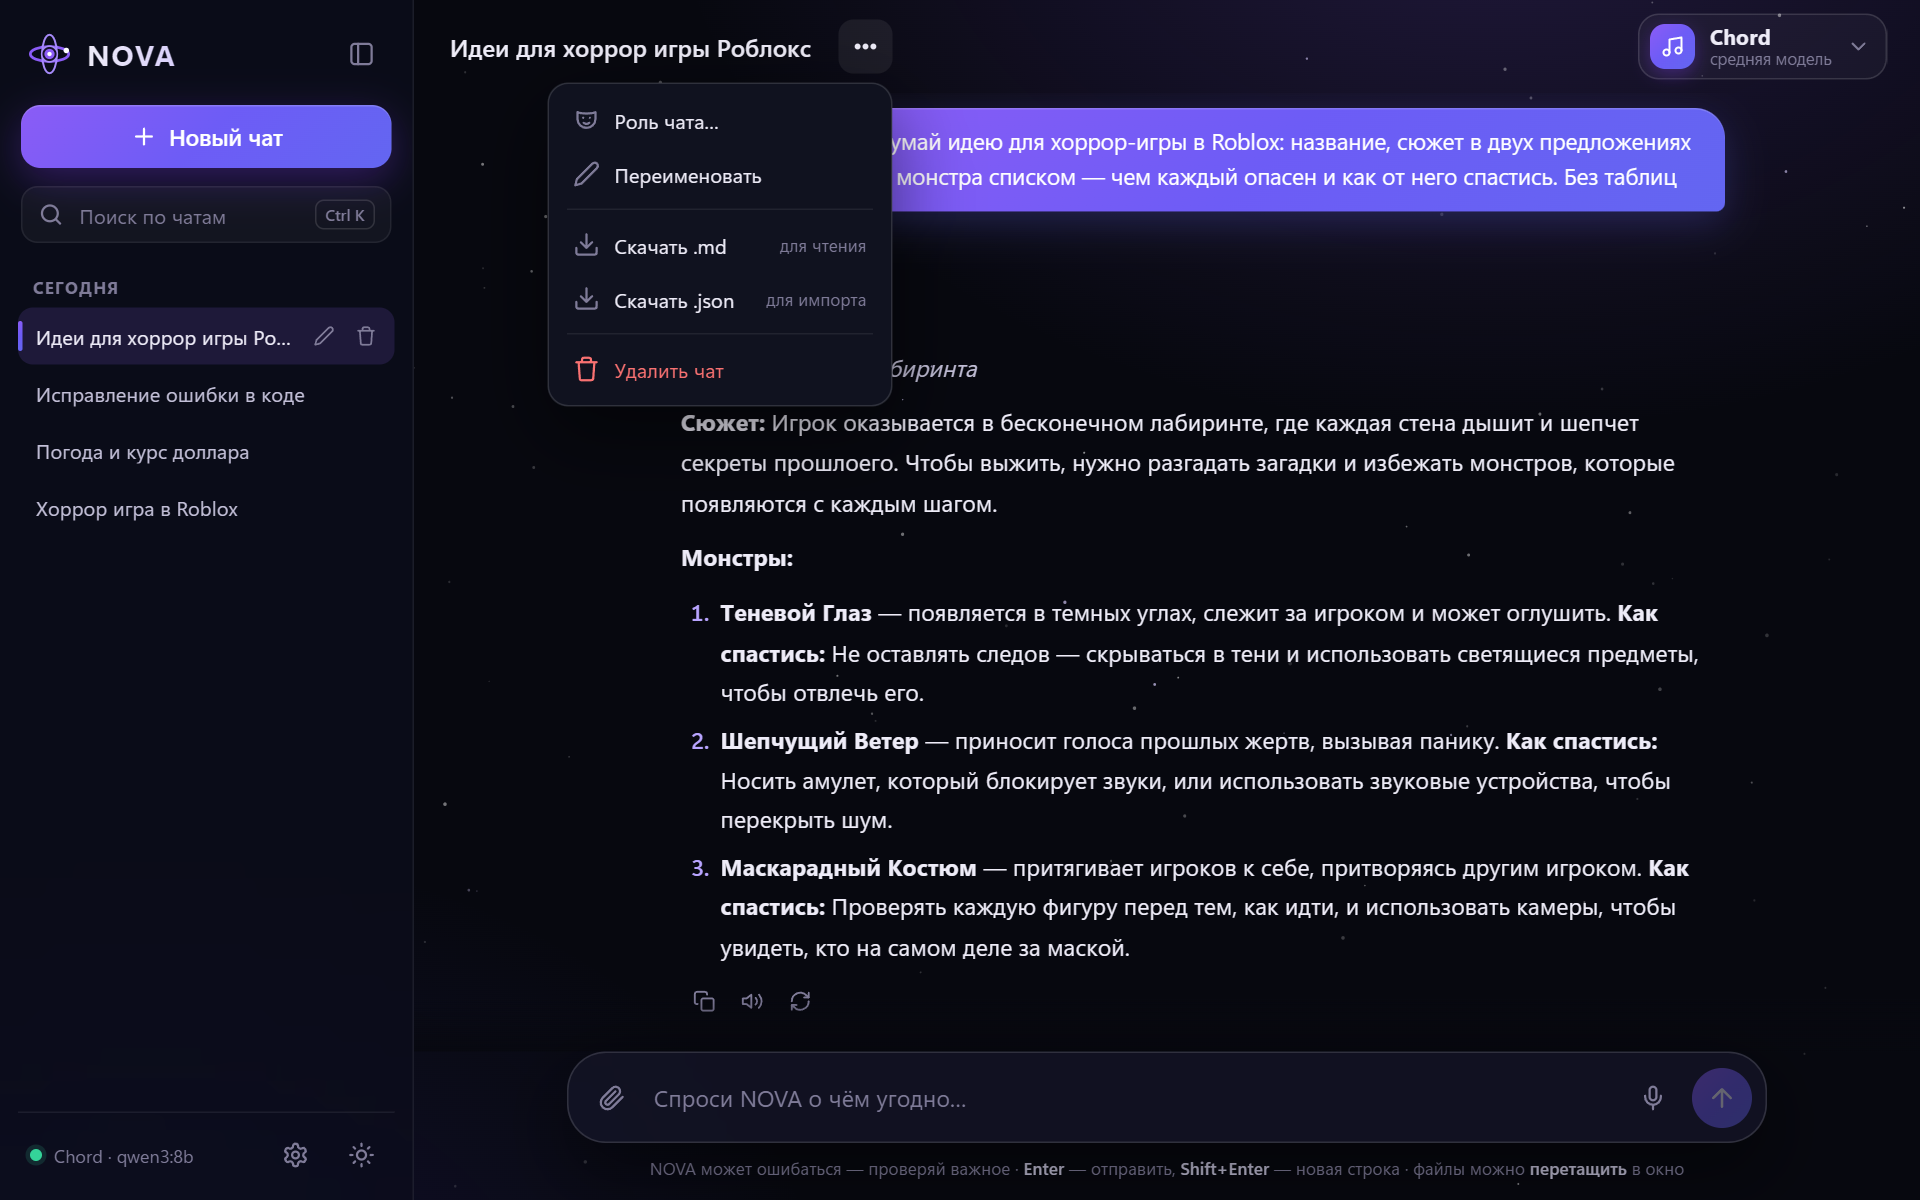 NOVA
Новый чат
Поиск по чатам
Ctrl K
СЕГОДНЯ
Идеи для хоррор игры Ро...
Исправление ошибки в коде
Погода и курс доллара
Хоррор игра в Roblox
Chord · qwen3:8b
Идеи для хоррор игры Роблокс
Chord
средняя модель
Роль чата...
Переименовать
Скачать .md для чтения
Скачать .json для импорта
Удалить чат
умай идею для хоррор-игры в Roblox: название, сюжет в двух предложениях
монстра списком — чем каждый опасен и как от него спастись. Без таблиц
биринта
Сюжет: Игрок оказывается в бесконечном лабиринте, где каждая стена дышит и шепчет
секреты прошлоего. Чтобы выжить, нужно разгадать загадки и избежать монстров, которые
появляются с каждым шагом.
Монстры:
1. Теневой Глаз — появляется в темных углах, слежит за игроком и может оглушить. Как
спастись: Не оставлять следов — скрываться в тени и использовать светящиеся предметы,
чтобы отвлечь его.
2. Шепчущий Ветер — приносит голоса прошлых жертв, вызывая панику. Как спастись:
Носить амулет, который блокирует звуки, или использовать звуковые устройства, чтобы
перекрыть шум.
3. Маскарадный Костюм — притягивает игроков к себе, притворяясь другим игроком. Как
спастись: Проверять каждую фигуру перед тем, как идти, и использовать камеры, чтобы
увидеть, кто на самом деле за маской.
Спроси NOVA о чём угодно...
NOVA может ошибаться — проверяй важное · Enter — отправить, Shift+Enter — новая строка · файлы можно перетащить в окно